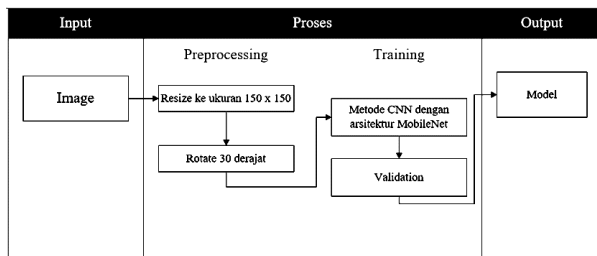 Input
Proses
Output
Preprocessing
Training
Image
Resize ke ukuran 150 x 150
Rotate 30 derajat
Metode CNN dengan
arsitektur MobileNet
Validation
Model